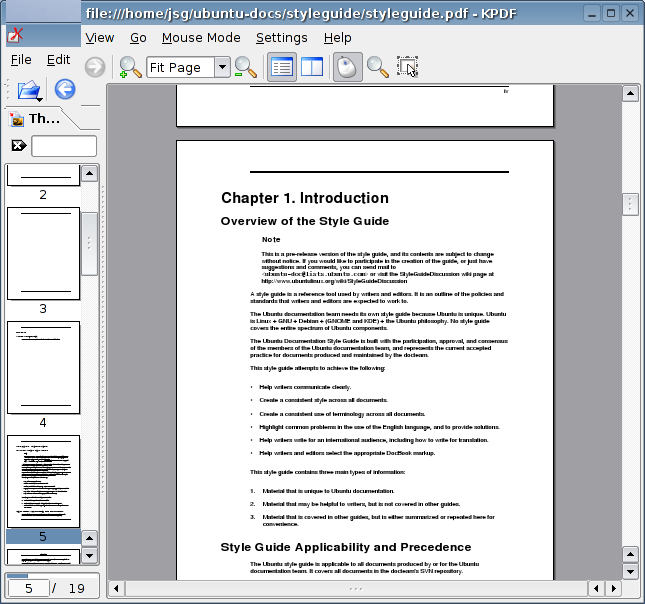 file:///home/jsg/ubuntu-docs/styleguide/styleguide.pdf - KPDF
File Edit View Go Mouse Mode Settings Help
Fit Page
Th...
2
3
4
5
5 / 19
iv
Chapter 1. Introduction
Overview of the Style Guide
Note
This is a pre-release version of the style guide, and its contents are subject to change
without notice. If you would like to participate in the creation of the guide, or just have
suggestions and comments, you can send mail to
<ubuntu-doc@lists.ubuntu.com> or visit the StyleGuideDiscussion wiki page at
http://www.ubuntulinux.org/wiki/StyleGuideDiscussion
A style guide is a reference tool used by writers and editors. It is an outline of the policies and
standards that writers and editors are expected to work to.
The Ubuntu documentation team needs its own style guide because Ubuntu is unique. Ubuntu
is Linux + GNU + Debian + (GNOME and KDE) + the Ubuntu philosophy. No style guide
covers the entire spectrum of Ubuntu components.
The Ubuntu Documentation Style Guide is built with the participation, approval, and consensus
of the members of the Ubuntu documentation team, and represents the current accepted
practice for documents produced and maintained by the docteam.
This style guide attempts to achieve the following:
• Help writers communicate clearly.
• Create a consistent style across all documents.
• Create a consistent use of terminology across all documents.
• Highlight common problems in the use of the English language, and to provide solutions.
• Help writers write for an international audience, including how to write for translation.
• Help writers and editors select the appropriate DocBook markup.
This style guide contains three main types of information:
1. Material that is unique to Ubuntu documentation.
2. Material that may be helpful to writers, but is not covered in other guides.
3. Material that is covered in other guides, but is either summarized or repeated here for
convenience.
Style Guide Applicability and Precedence
The Ubuntu style guide is applicable to all documents produced by or for the Ubuntu
documentation team. It covers all documents in the docteam's SVN repository.